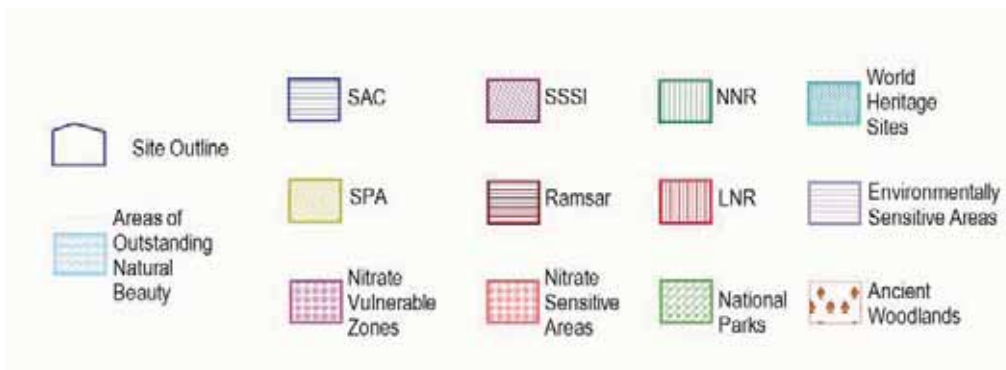 Site Outline
Areas of
Outstanding
Natural
Beauty
SAC
SPA
Nitrate
Vulnerable
Zones
SSSI
Ramsar
Nitrate
Sensitive
Areas
NNR
LNR
National
Parks
World
Heritage
Sites
Environmentally
Sensitive Areas
Ancient
Woodlands